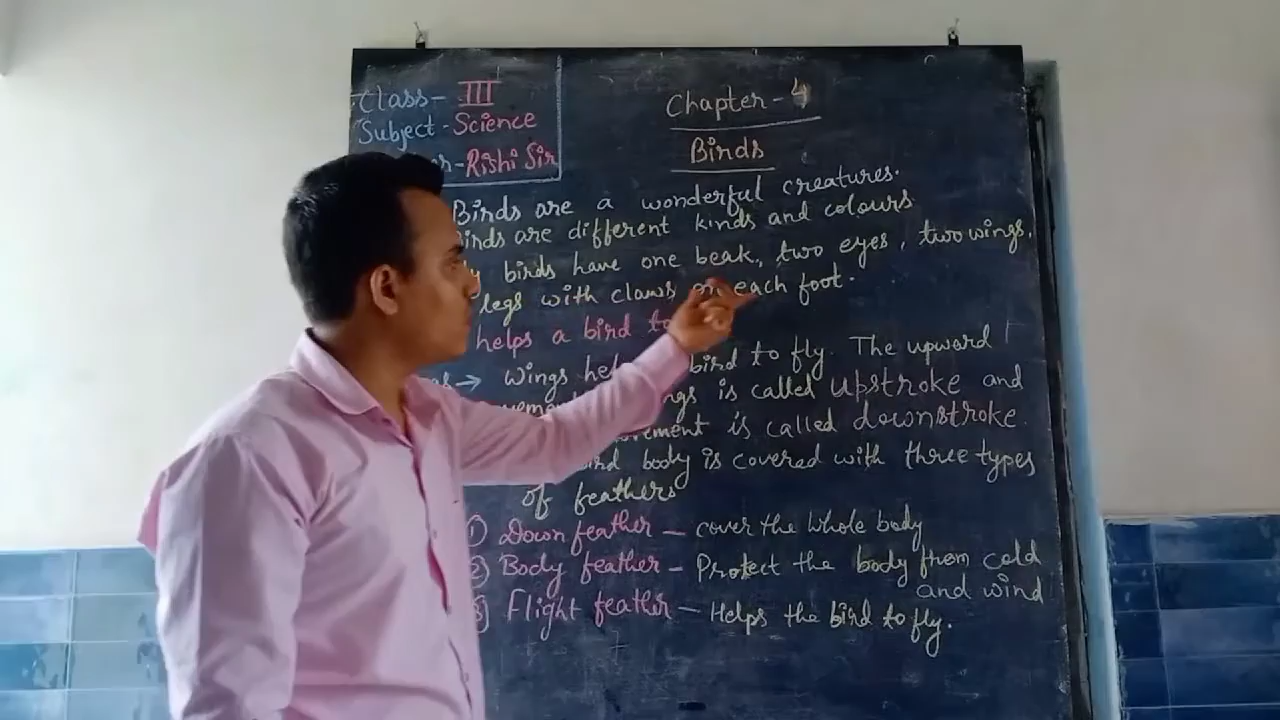 Class- III
Subject- Science
- Rishi Sir
Chapter-4
Birds
Birds are a wonderful creatures.
Birds are different kinds and colours
birds have one beak, two eyes, two wings,
legs with claws on each foot.
helps a bird to
→ wings help bird to fly. The upward
is called upstroke and
is called downstroke.
body is covered with three types
of feathers
① Down feather — cover the whole body
② Body feather — Protect the body from cold
and wind
③ Flight feather — Helps the bird to fly.